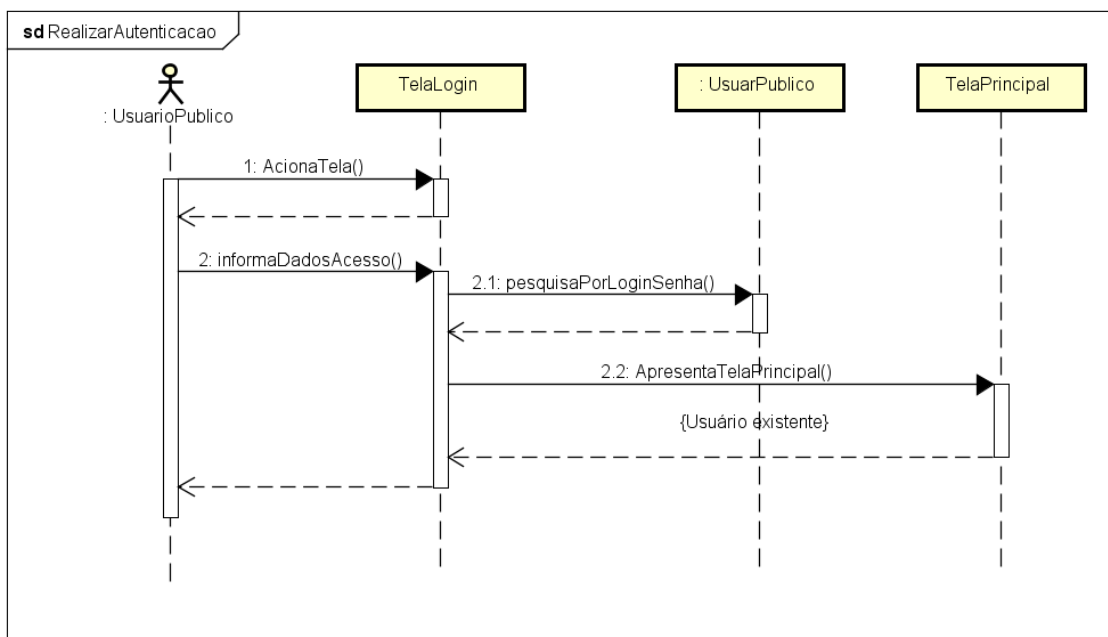 sd RealizarAutenticacao
: UsuarioPublico
TelaLogin
: UsuarPublico
TelaPrincipal
1: AcionaTela()
2: informaDadosAcesso()
2.1: pesquisaPorLoginSenha()
2.2: ApresentaTelaPrincipal()
{Usuário existente}